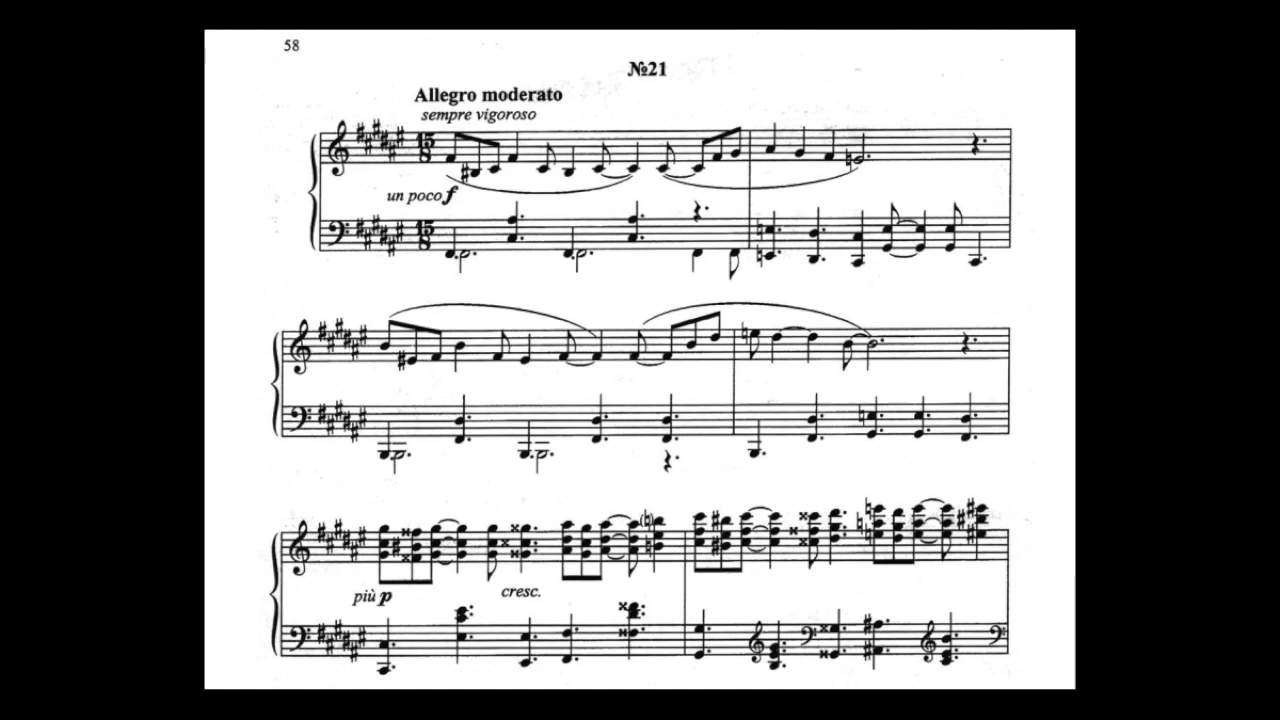 58
№21
Allegro moderato
sempre vigoroso
15
8
un poco f
15
8
più p
cresc.